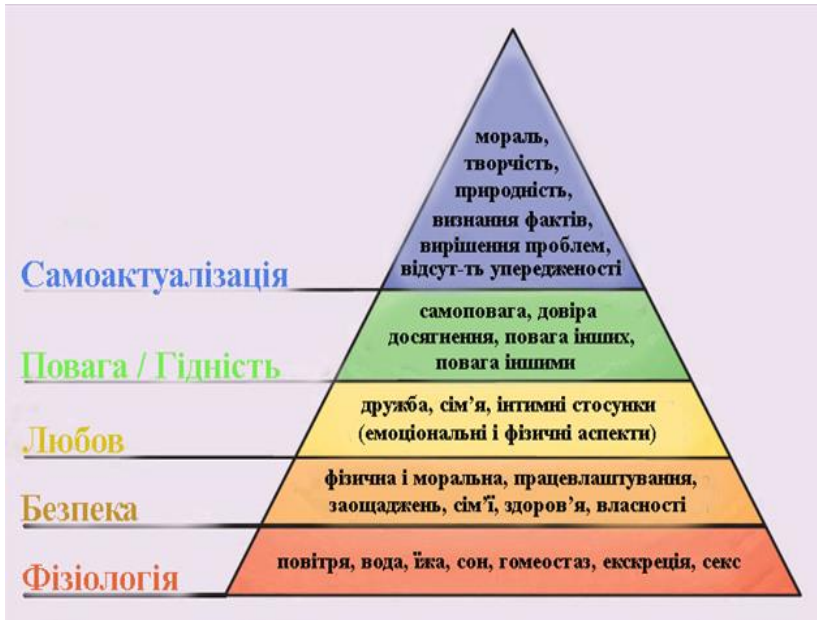 мораль,
творчість,
природність,
визнання фактів,
вирішення проблем,
відсут-ть упередженості
Самоактуалізація
самоповага, довіра
досягнення, повага інших,
повага іншими
Повага / Гідність
дружба, сім’я, інтимні стосунки
(емоціональні і фізичні аспекти)
Любов
фізична і моральна, працевлаштування,
заощаджень, сім’ї, здоров’я, власності
Безпека
повітря, вода, їжа, сон, гомеостаз, екскреція, секс
Фізіологія